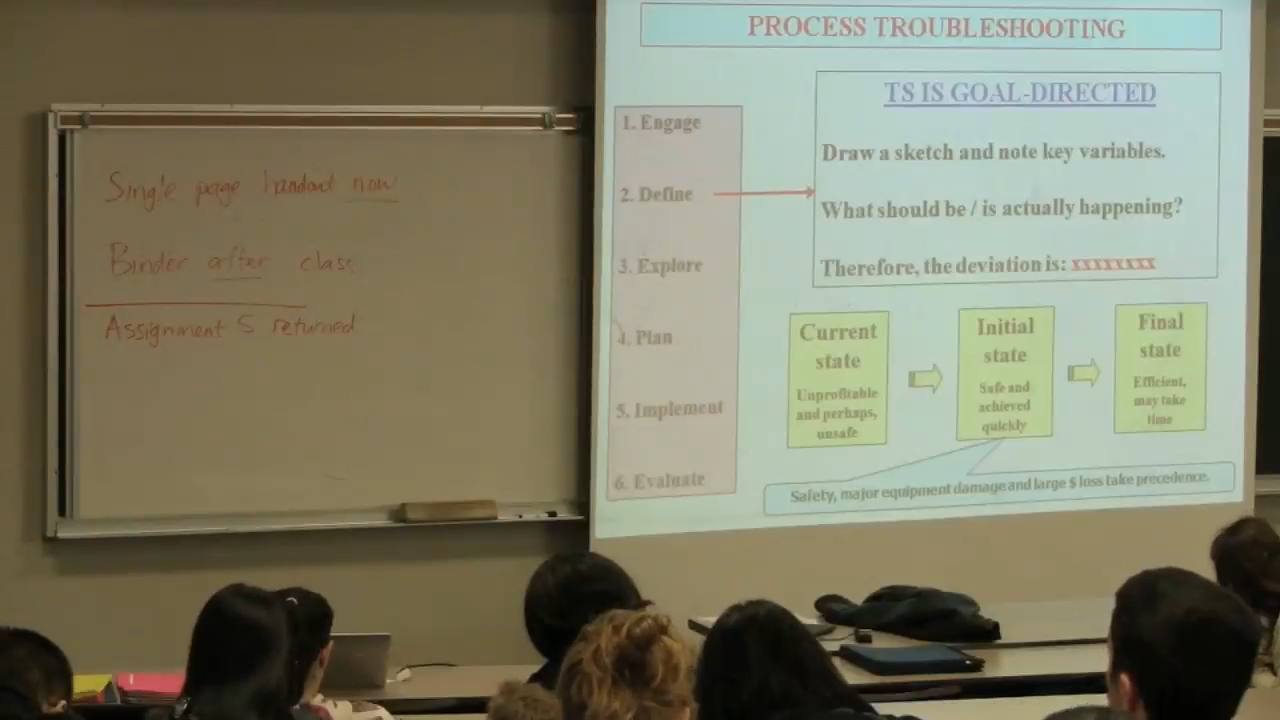 Single page handout now
Binder after class
Assignment 5 returned
PROCESS TROUBLESHOOTING
1. Engage
2. Define
3. Explore
4. Plan
5. Implement
6. Evaluate
TS IS GOAL-DIRECTED
Draw a sketch and note key variables.
What should be / is actually happening?
Therefore, the deviation is: xxxxxxxx
Current
state
Unprofitable
and perhaps,
unsafe
Initial
state
Safe and
achieved
quickly
Final
state
Efficient,
may take
time
Safety, major equipment damage and large $ loss take precedence.